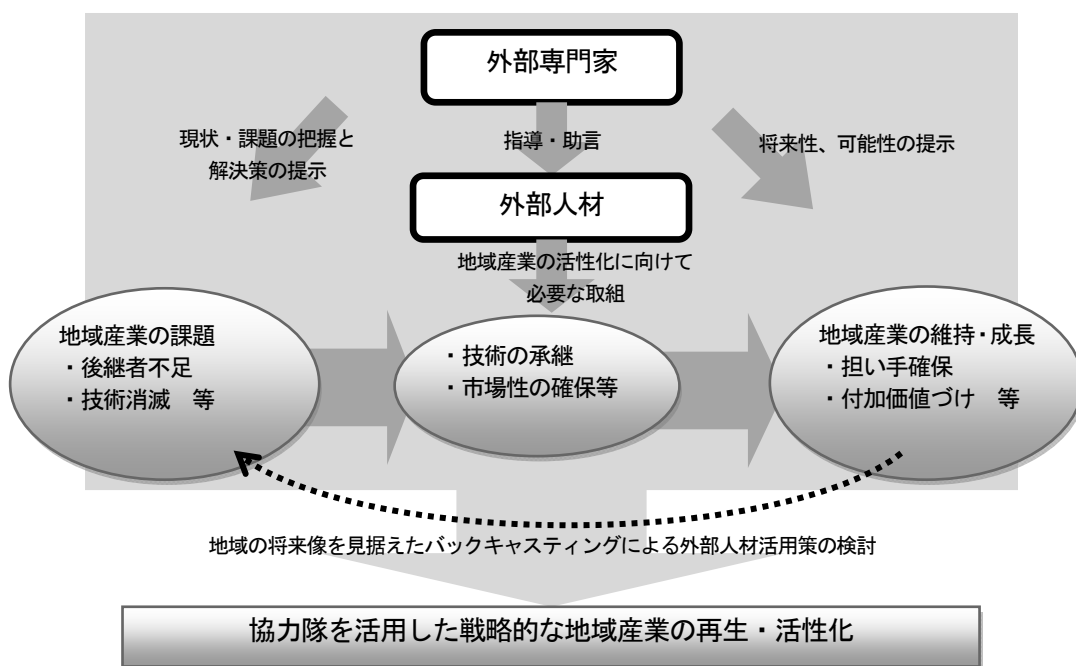 外部専門家
現状・課題の把握と
解決策の提示
指導・助言
将来性、可能性の提示
外部人材
地域産業の活性化に向けて
必要な取組
地域産業の課題
・後継者不足
・技術消滅　等
・技術の承継
・市場性の確保等
地域産業の維持・成長
・担い手確保
・付加価値づけ　等
地域の将来像を見据えたバックキャスティングによる外部人材活用策の検討
協力隊を活用した戦略的な地域産業の再生・活性化